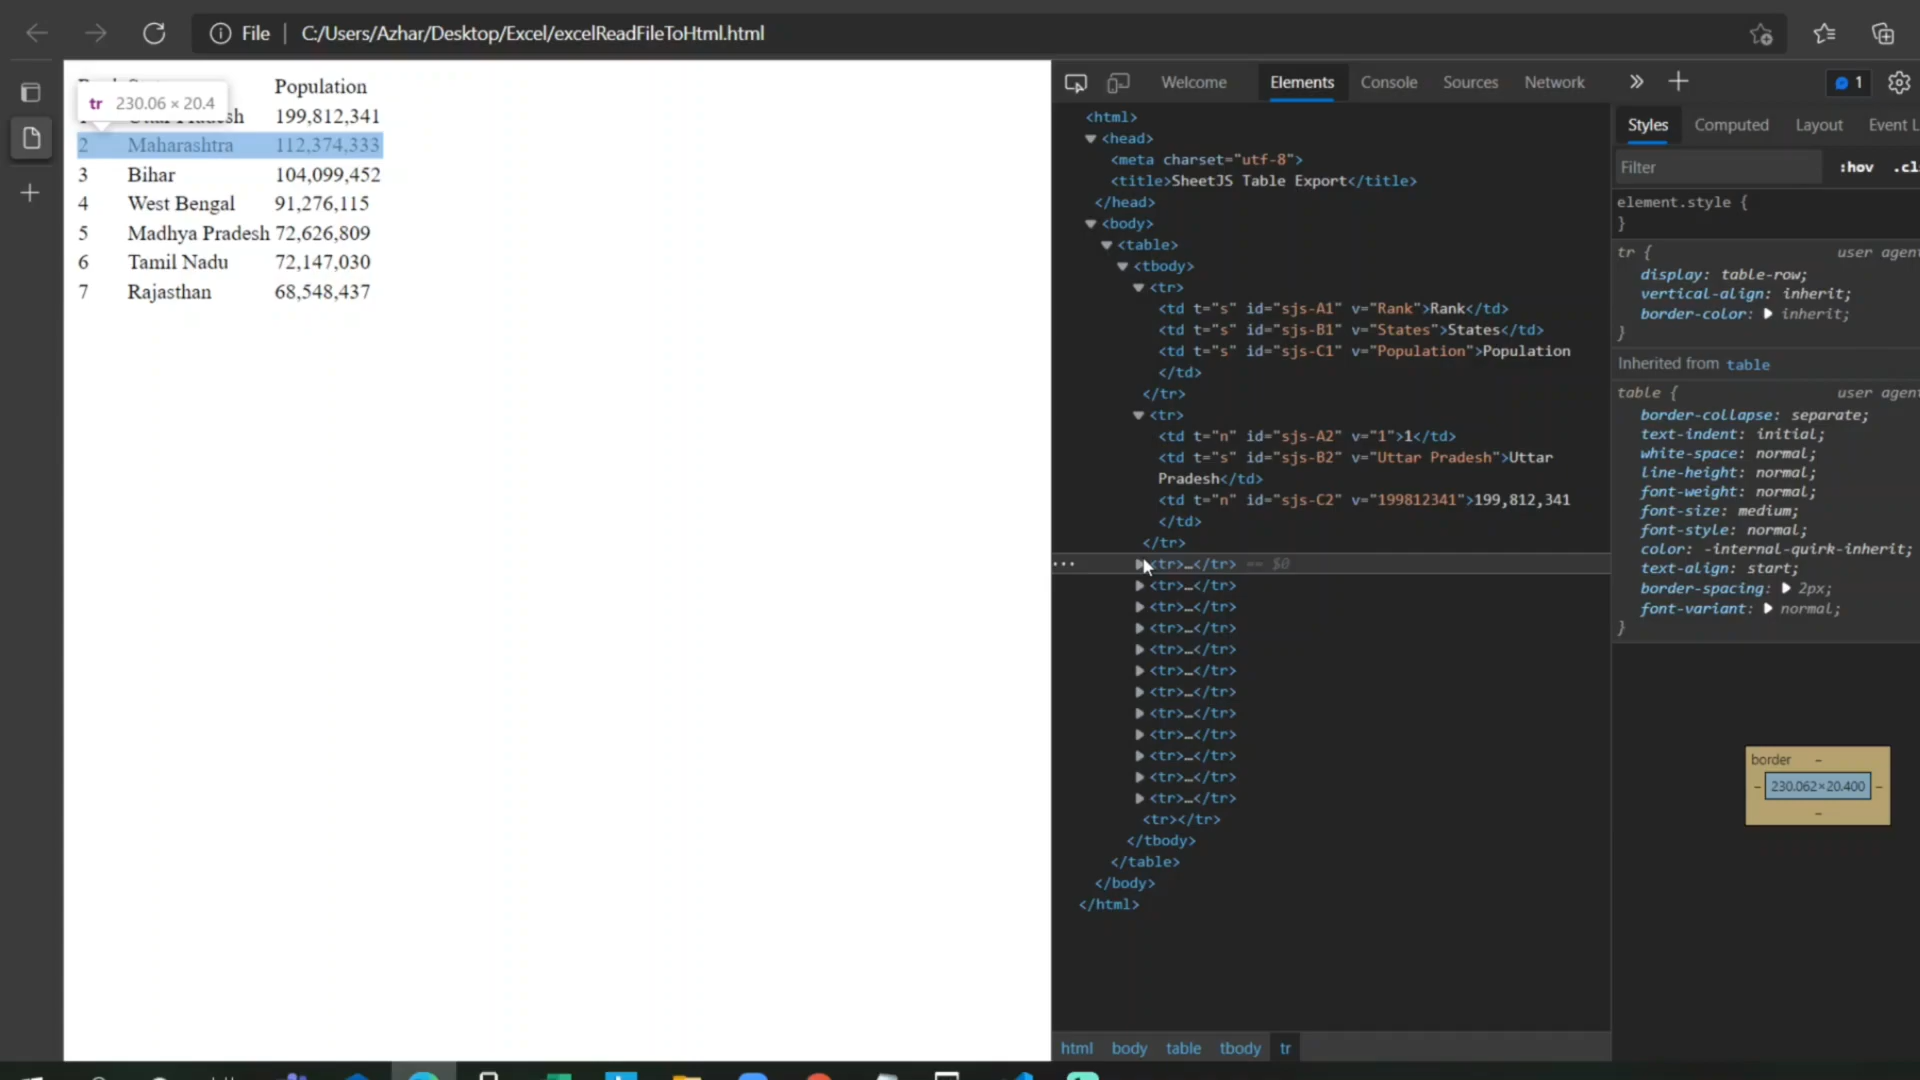 File
C:/Users/Azhar/Desktop/Excel/excelReadFileToHtml.html
Population
tr 230.06 × 20.4
199,812,341
2 Maharashtra 112,374,333
3 Bihar 104,099,452
4 West Bengal 91,276,115
5 Madhya Pradesh 72,626,809
6 Tamil Nadu 72,147,030
7 Rajasthan 68,548,437
Welcome Elements Console Sources Network 1
<html>
<head>
<meta charset="utf-8">
<title>SheetJS Table Export</title>
</head>
<body>
<table>
<tbody>
<tr>
<td t="s" id="sjs-A1" v="Rank">Rank</td>
<td t="s" id="sjs-B1" v="States">States</td>
<td t="s" id="sjs-C1" v="Population">Population
</td>
</tr>
<tr>
<td t="n" id="sjs-A2" v="1">1</td>
<td t="s" id="sjs-B2" v="Uttar Pradesh">Uttar
Pradesh</td>
<td t="n" id="sjs-C2" v="199812341">199,812,341
</td>
</tr>
<tr>…</tr> == $0
<tr>…</tr>
<tr>…</tr>
<tr>…</tr>
<tr>…</tr>
<tr>…</tr>
<tr>…</tr>
<tr>…</tr>
<tr>…</tr>
<tr>…</tr>
<tr>…</tr>
<tr>…</tr>
<tr></tr>
</tbody>
</table>
</body>
</html>
html body table tbody tr
Styles Computed Layout Event L
Filter :hov .cl
element.style {
}
tr { user agent
display: table-row;
vertical-align: inherit;
border-color: inherit;
}
Inherited from table
table { user agent
border-collapse: separate;
text-indent: initial;
white-space: normal;
line-height: normal;
font-weight: normal;
font-size: medium;
font-style: normal;
color: -internal-quirk-inherit;
text-align: start;
border-spacing: 2px;
font-variant: normal;
}
border –
– 230.062×20.400 –
–